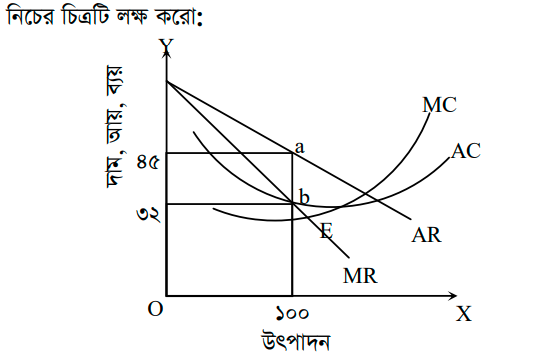 নিচের চিত্রটি লক্ষ করো:
Y
দাম, আয়, ব্যয়
MC
a
AC
৪৫
b
৩২
E
AR
MR
O
১০০
X
উৎপাদন